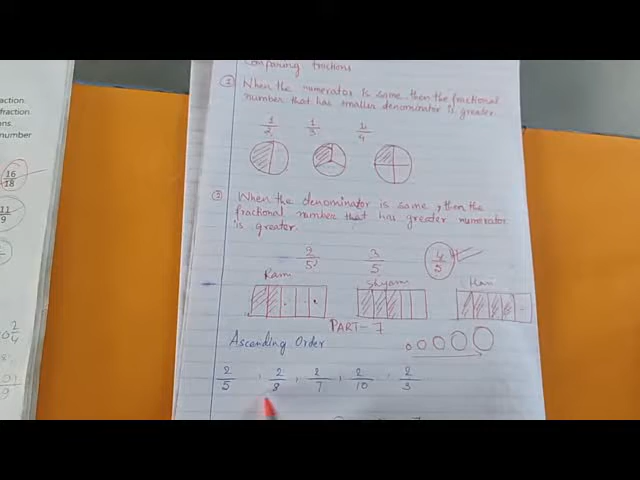 Comparing fractions
① When the numerator is same, then the fractional
number that has smaller denominator is greater.
1/2 1/3 1/4
② When the denominator is same, then the
fractional number that has greater numerator
is greater.
2/5 3/5 4/5
Ram Shyam Hari
PART-7
Ascending Order
2/5 , 2/8 , 2/7 , 2/10 , 2/3
action.
fraction.
ns.
number
16/18
11/9
2/4